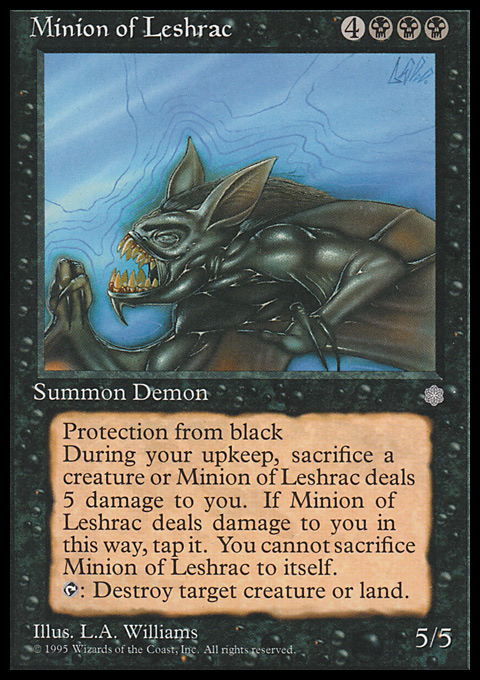 Minion of Leshrac 4
Summon Demon
Protection from black
During your upkeep, sacrifice a
creature or Minion of Leshrac deals
5 damage to you. If Minion of
Leshrac deals damage to you in
this way, tap it. You cannot sacrifice
Minion of Leshrac to itself.
: Destroy target creature or land.
Illus. L.A. Williams 5/5
© 1995 Wizards of the Coast, Inc. All rights reserved.